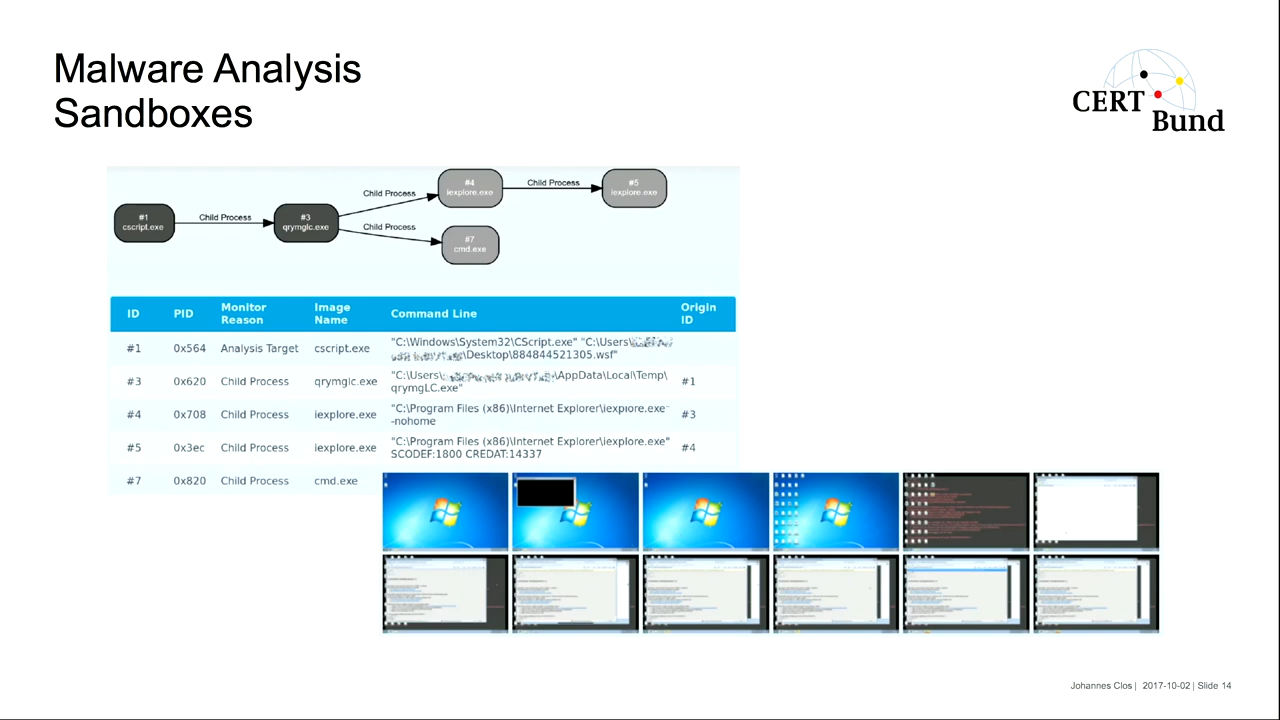 Malware Analysis
Sandboxes
CERT
Bund
#4
iexplore.exe
Child Process
#5
iexplore.exe
Child Process
#1
cscript.exe
Child Process
#3
qrymglc.exe
Child Process
#7
cmd.exe
ID PID Monitor Reason Image Name Command Line Origin ID
#1 0x564 Analysis Target cscript.exe "C:\Windows\System32\CScript.exe" "C:\Users\
\Desktop\884844521305.wsf"
#3 0x620 Child Process qrymglc.exe "C:\Users\ \AppData\Local\Temp\
qrymgLC.exe" #1
#4 0x708 Child Process iexplore.exe "C:\Program Files (x86)\Internet Explorer\iexplore.exe"
-nohome #3
#5 0x3ec Child Process iexplore.exe "C:\Program Files (x86)\Internet Explorer\iexplore.exe"
SCODEF:1800 CREDAT:14337 #4
#7 0x820 Child Process cmd.exe
Johannes Clos | 2017-10-02 | Slide 14